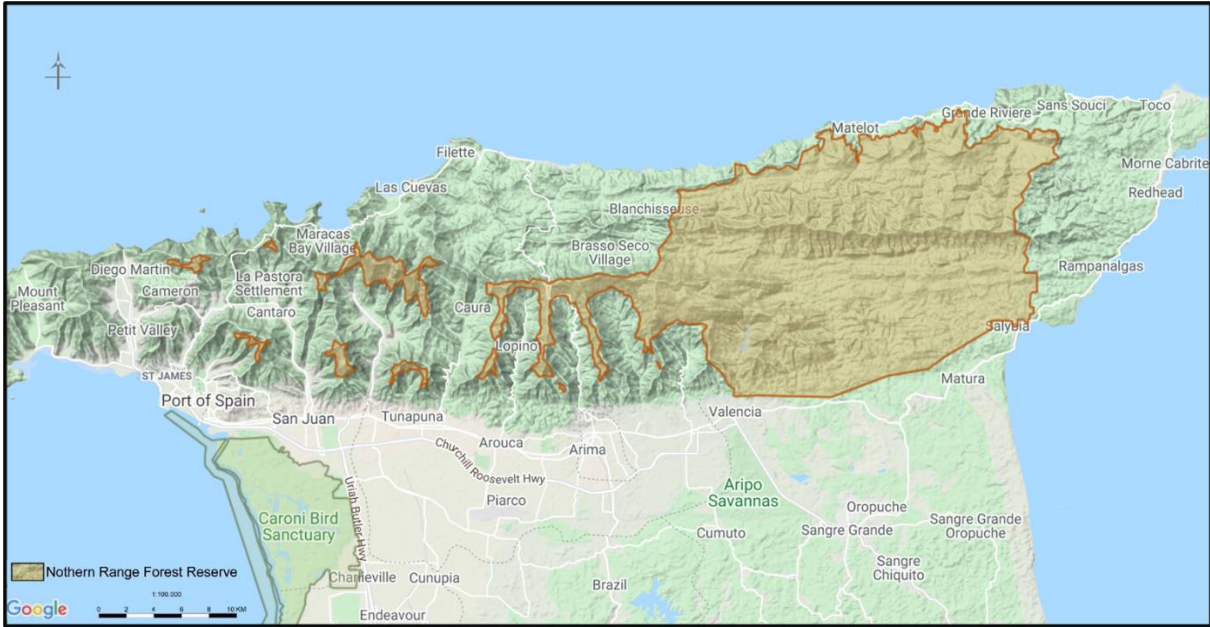 Sans Souci
Toco
Grande Riviere
Matelot
Filette
Morne Cabrite
Las Cuevas
Redhead
Blanchisseuse
Maracas
Bay Village
Brasso Seco
Village
Diego Martin
La Pastora
Settlement
Rampanalgas
Mount
Pleasant
Cameron
Caura
Cantaro
Petit Valley
Salybia
Lopino
ST JAMES
Matura
Port of Spain
San Juan
Tunapuna
Valencia
Arouca
Arima
Churchill Roosevelt Hwy
Uriah Butler Hwy
Aripo
Savannas
Piarco
Oropuche
Caroni Bird
Sanctuary
Cumuto
Sangre Grande
Sangre Grande
Oropuche
Sangre
Chiquito
Nothern Range Forest Reserve
Charlieville
Cunupia
Brazil
1:100,000
Google
0 2 4 6 8 10 KM
Endeavour